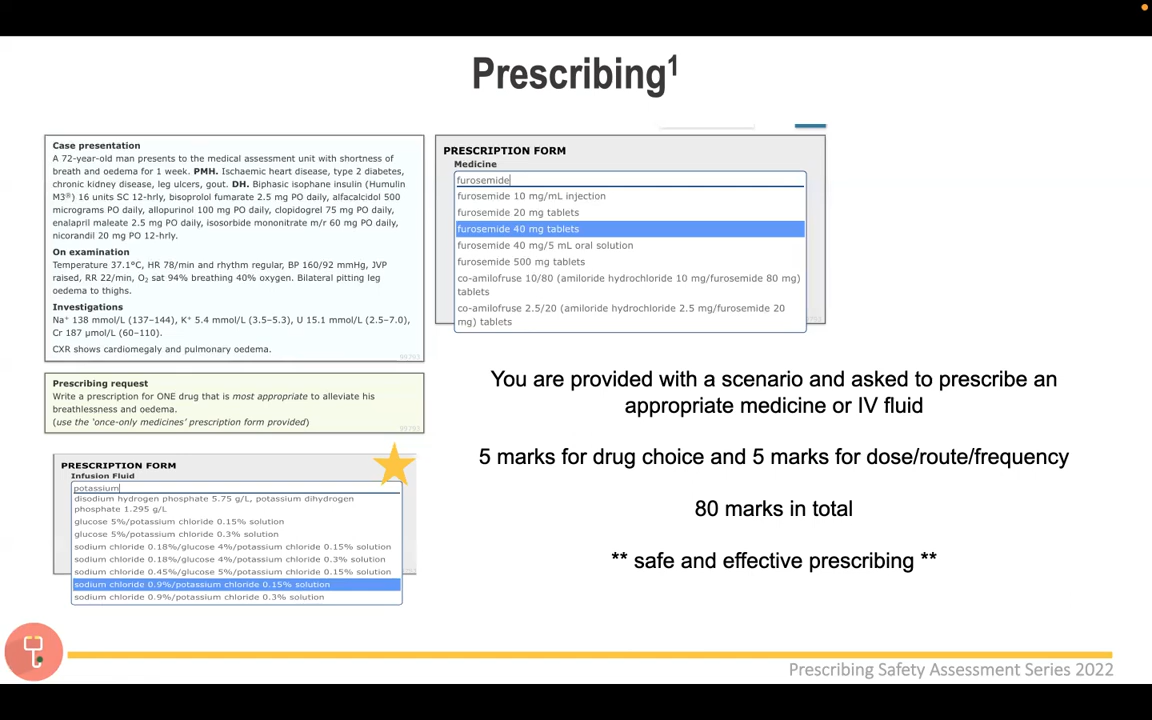 Prescribing1
Case presentation
A 72-year-old man presents to the medical assessment unit with shortness of
breath and oedema for 1 week. PMH. Ischaemic heart disease, type 2 diabetes,
chronic kidney disease, leg ulcers, gout. DH. Biphasic isophane insulin (Humulin
M3®) 16 units SC 12-hrly, bisoprolol fumarate 2.5 mg PO daily, alfacalcidol 500
micrograms PO daily, allopurinol 100 mg PO daily, clopidogrel 75 mg PO daily,
enalapril maleate 2.5 mg PO daily, isosorbide mononitrate m/r 60 mg PO daily,
nicorandil 20 mg PO 12-hrly.
On examination
Temperature 37.1°C, HR 78/min and rhythm regular, BP 160/92 mmHg, JVP
raised, RR 22/min, O2 sat 94% breathing 40% oxygen. Bilateral pitting leg
oedema to thighs.
Investigations
Na+ 138 mmol/L (137–144), K+ 5.4 mmol/L (3.5–5.3), U 15.1 mmol/L (2.5–7.0),
Cr 187 µmol/L (60–110).
CXR shows cardiomegaly and pulmonary oedema.
99793
Prescribing request
Write a prescription for ONE drug that is most appropriate to alleviate his
breathlessness and oedema.
(use the 'once-only medicines' prescription form provided)
99793
PRESCRIPTION FORM
Infusion Fluid
potassium
disodium hydrogen phosphate 5.75 g/L, potassium dihydrogen
phosphate 1.295 g/L
glucose 5%/potassium chloride 0.15% solution
glucose 5%/potassium chloride 0.3% solution
sodium chloride 0.18%/glucose 4%/potassium chloride 0.15% solution
sodium chloride 0.18%/glucose 4%/potassium chloride 0.3% solution
sodium chloride 0.45%/glucose 5%/potassium chloride 0.15% solution
sodium chloride 0.9%/potassium chloride 0.15% solution
sodium chloride 0.9%/potassium chloride 0.3% solution
PRESCRIPTION FORM
Medicine
furosemide
furosemide 10 mg/mL injection
furosemide 20 mg tablets
furosemide 40 mg tablets
furosemide 40 mg/5 mL oral solution
furosemide 500 mg tablets
co-amilofruse 10/80 (amiloride hydrochloride 10 mg/furosemide 80 mg)
tablets
co-amilofruse 2.5/20 (amiloride hydrochloride 2.5 mg/furosemide 20
mg) tablets
You are provided with a scenario and asked to prescribe an
appropriate medicine or IV fluid
5 marks for drug choice and 5 marks for dose/route/frequency
80 marks in total
** safe and effective prescribing **
Prescribing Safety Assessment Series 2022